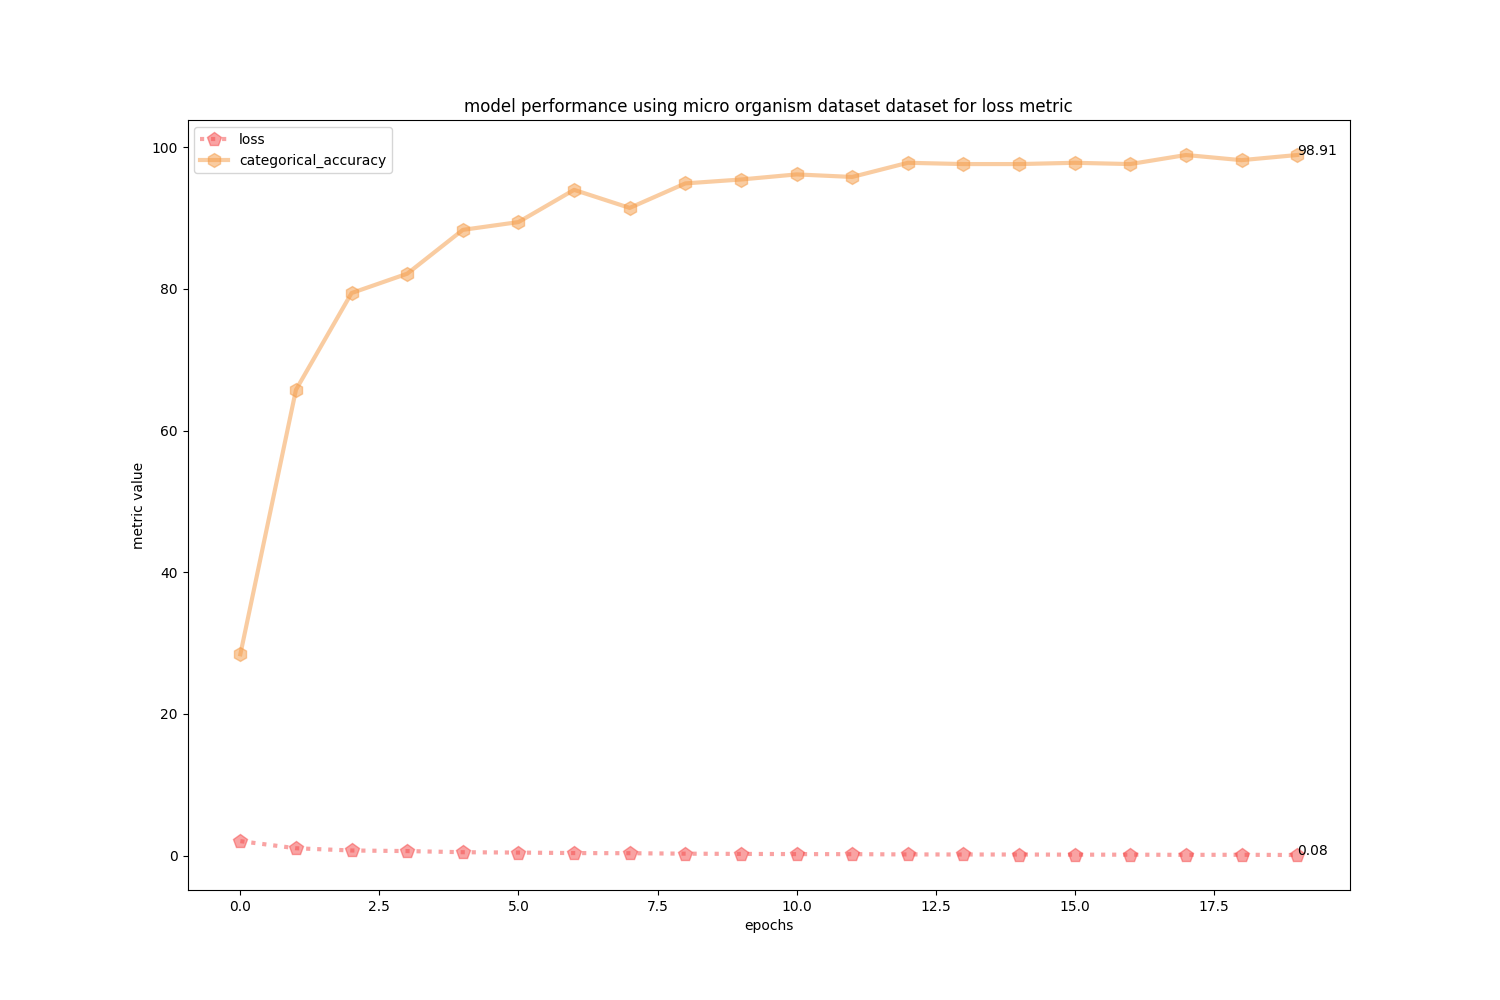 model performance using micro organism dataset dataset for loss metric
loss
categorical_accuracy
100
80
60
40
20
0
metric value
98.91
0.08
0.0 2.5 5.0 7.5 10.0 12.5 15.0 17.5
epochs